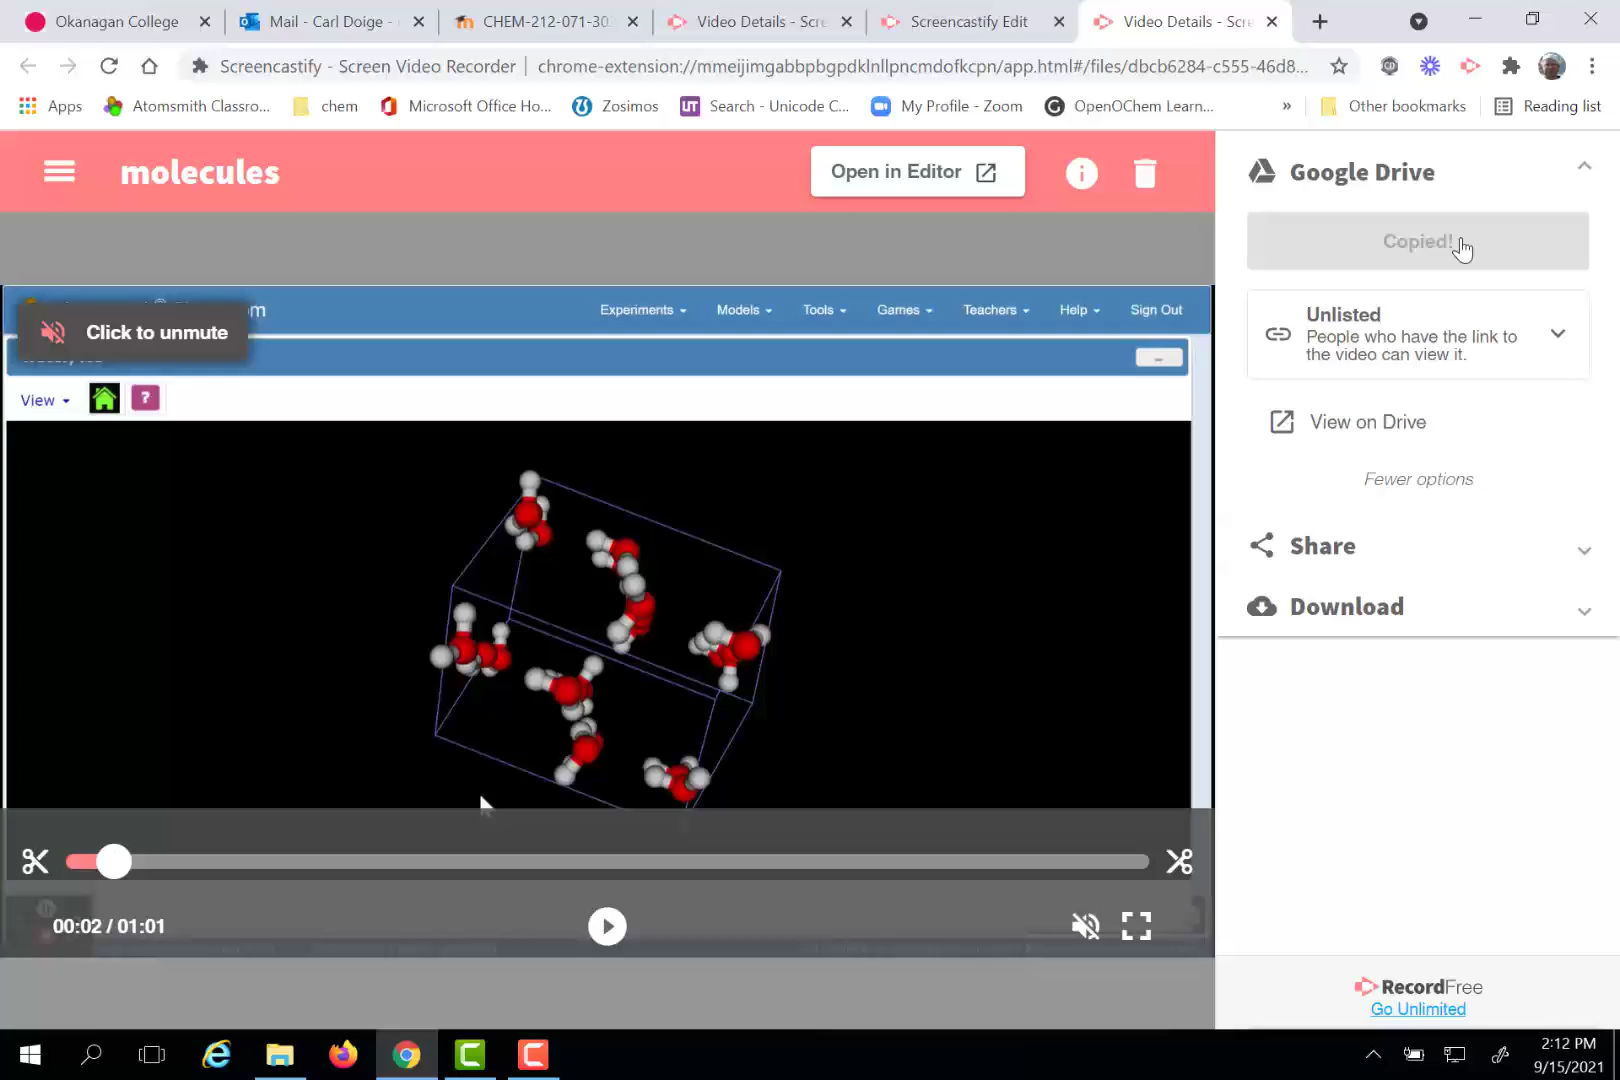 Okanagan College
Mail - Carl Doige -
CHEM-212-071-30
Video Details - Scre
Screencastify Edit
Video Details - Scre
Screencastify - Screen Video Recorder
chrome-extension://mmeijimgabbpbgpdklnllpncmdofkcpn/app.html#/files/dbcb6284-c555-46d8...
Apps
Atomsmith Classro...
chem
Microsoft Office Ho...
Zosimos
UT
Search - Unicode C...
My Profile - Zoom
OpenOChem Learn...
»
Other bookmarks
Reading list
molecules
Open in Editor
Google Drive
Copied!
Unlisted
People who have the link to
the video can view it.
View on Drive
Fewer options
Share
Download
Click to unmute
om
Experiments
Models
Tools
Games
Teachers
Help
Sign Out
View
?
00:02 / 01:01
RecordFree
Go Unlimited
2:12 PM
9/15/2021